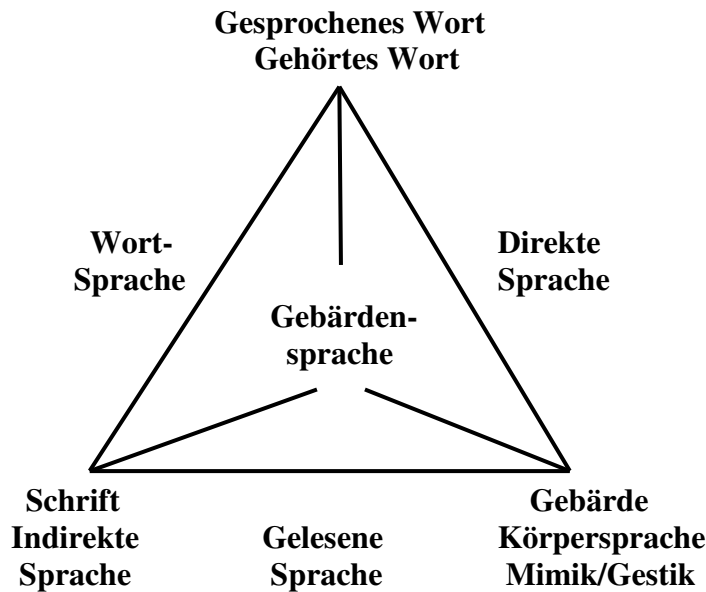 Gesprochenes Wort
Gehörtes Wort
Wort-
Sprache
Direkte
Sprache
Gebärden-
sprache
Schrift
Indirekte
Sprache
Gelesene
Sprache
Gebärde
Körpersprache
Mimik/Gestik